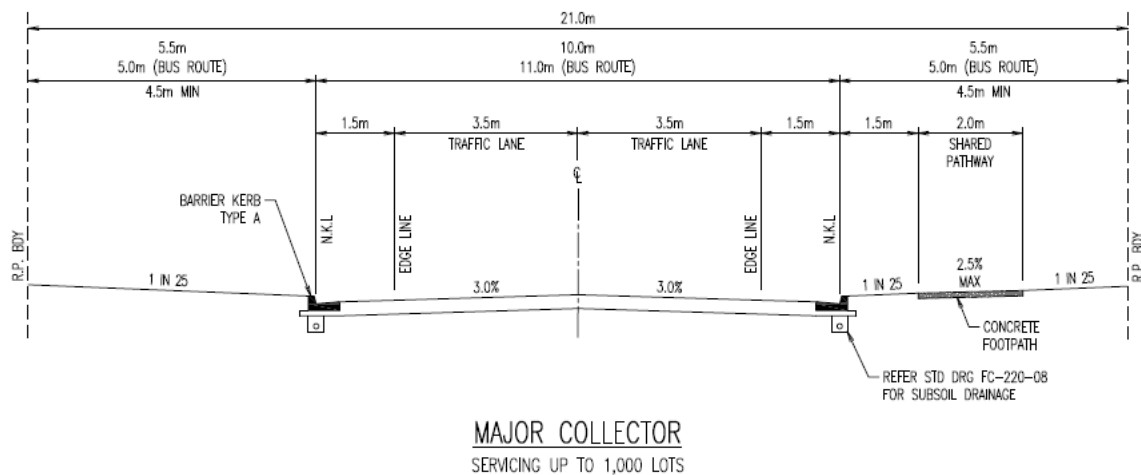 21.0m
5.5m
10.0m
5.5m
5.0m (BUS ROUTE)
11.0m (BUS ROUTE)
5.0m (BUS ROUTE)
4.5m MIN
4.5m MIN
1.5m
3.5m
3.5m
1.5m
1.5m
2.0m
TRAFFIC LANE
TRAFFIC LANE
SHARED
PATHWAY
℄
BARRIER KERB
TYPE A
R.P. BDY
N.K.L
EDGE LINE
EDGE LINE
N.K.L
R.P. BDY
1 IN 25
3.0%
3.0%
1 IN 25
2.5%
MAX
1 IN 25
CONCRETE
FOOTPATH
REFER STD DRG FC-220-08
FOR SUBSOIL DRAINAGE
MAJOR COLLECTOR
SERVICING UP TO 1,000 LOTS